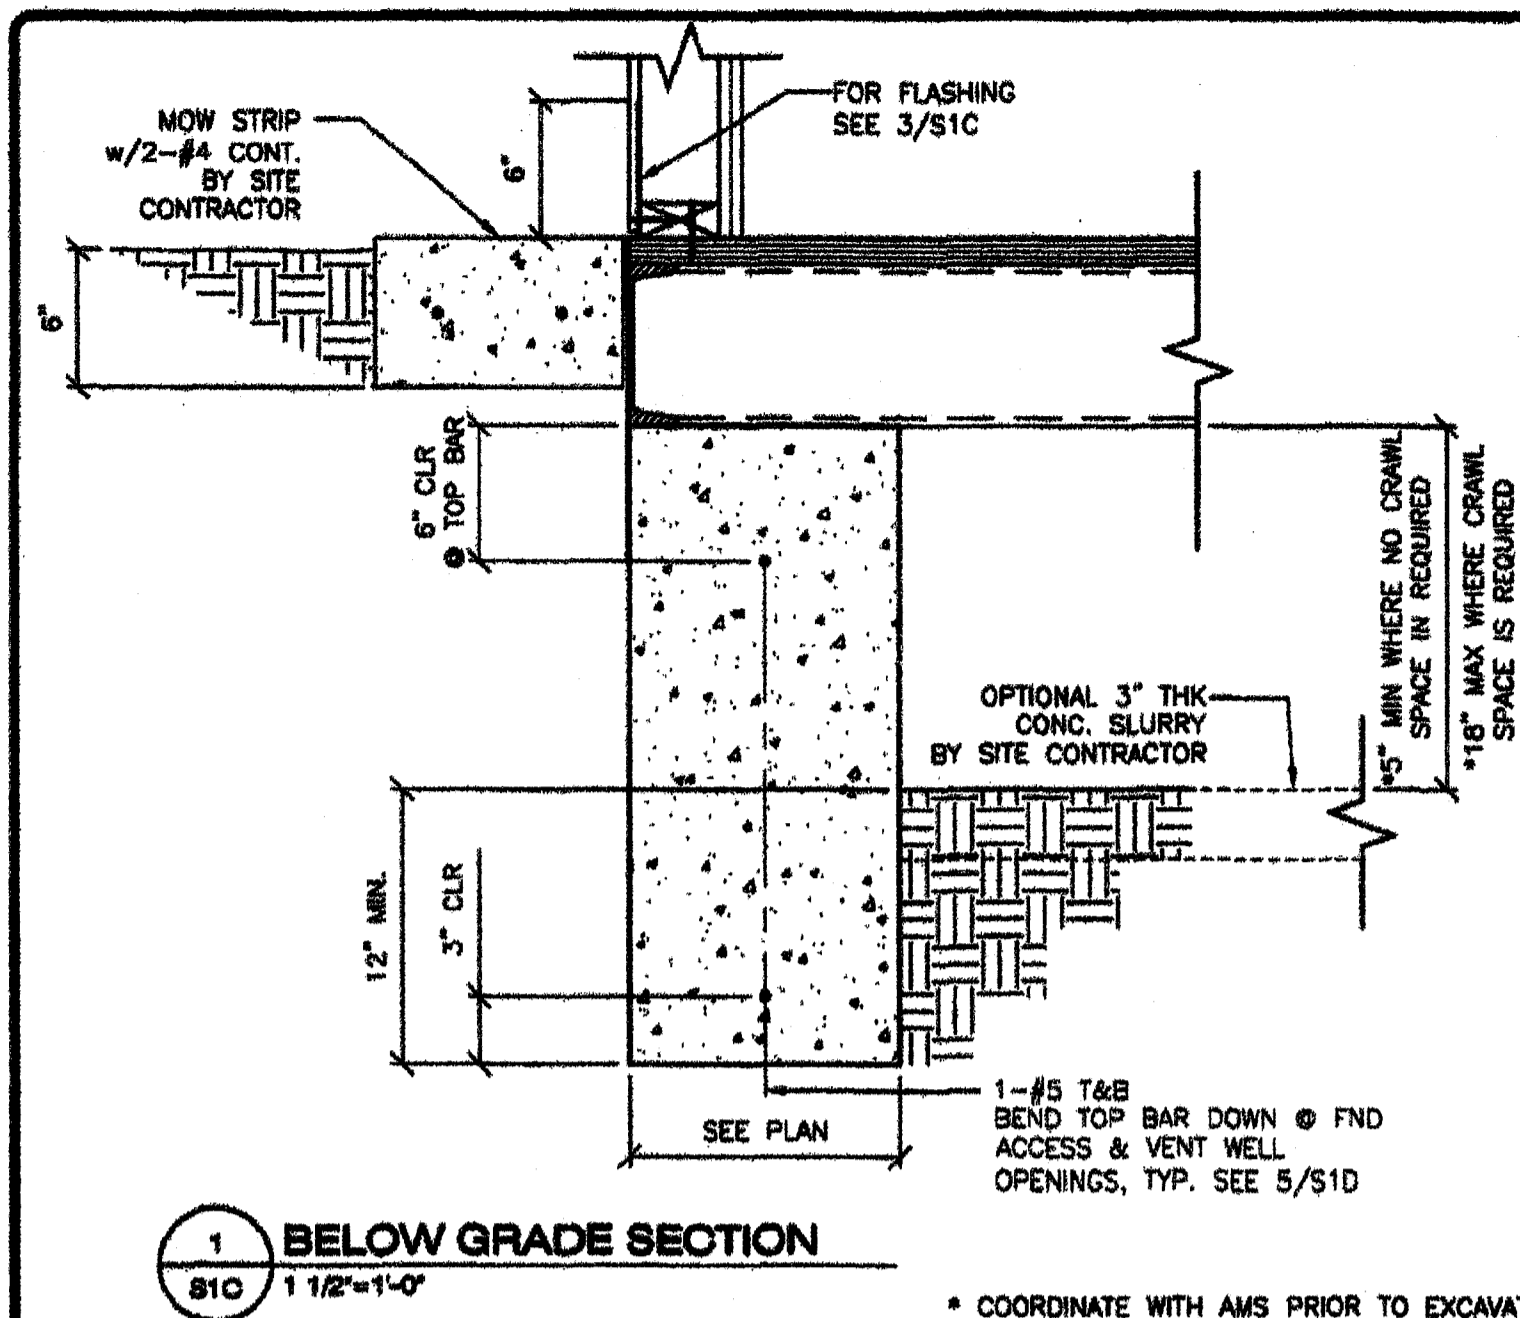 MOW STRIP
w/2-#4 CONT.
BY SITE
CONTRACTOR
FOR FLASHING
SEE 3/S1C
6"
6"
6" CLR
@ TOP BAR
*5" MIN WHERE NO CRAWL
SPACE IN REQUIRED
*18" MAX WHERE CRAWL
SPACE IS REQUIRED
OPTIONAL 3" THK
CONC. SLURRY
BY SITE CONTRACTOR
12" MIN.
3" CLR
SEE PLAN
1-#5 T&B
BEND TOP BAR DOWN @ FND
ACCESS & VENT WELL
OPENINGS, TYP. SEE 5/S1D
1
S1C
BELOW GRADE SECTION
1 1/2"=1'-0"
* COORDINATE WITH AMS PRIOR TO EXCAVAT